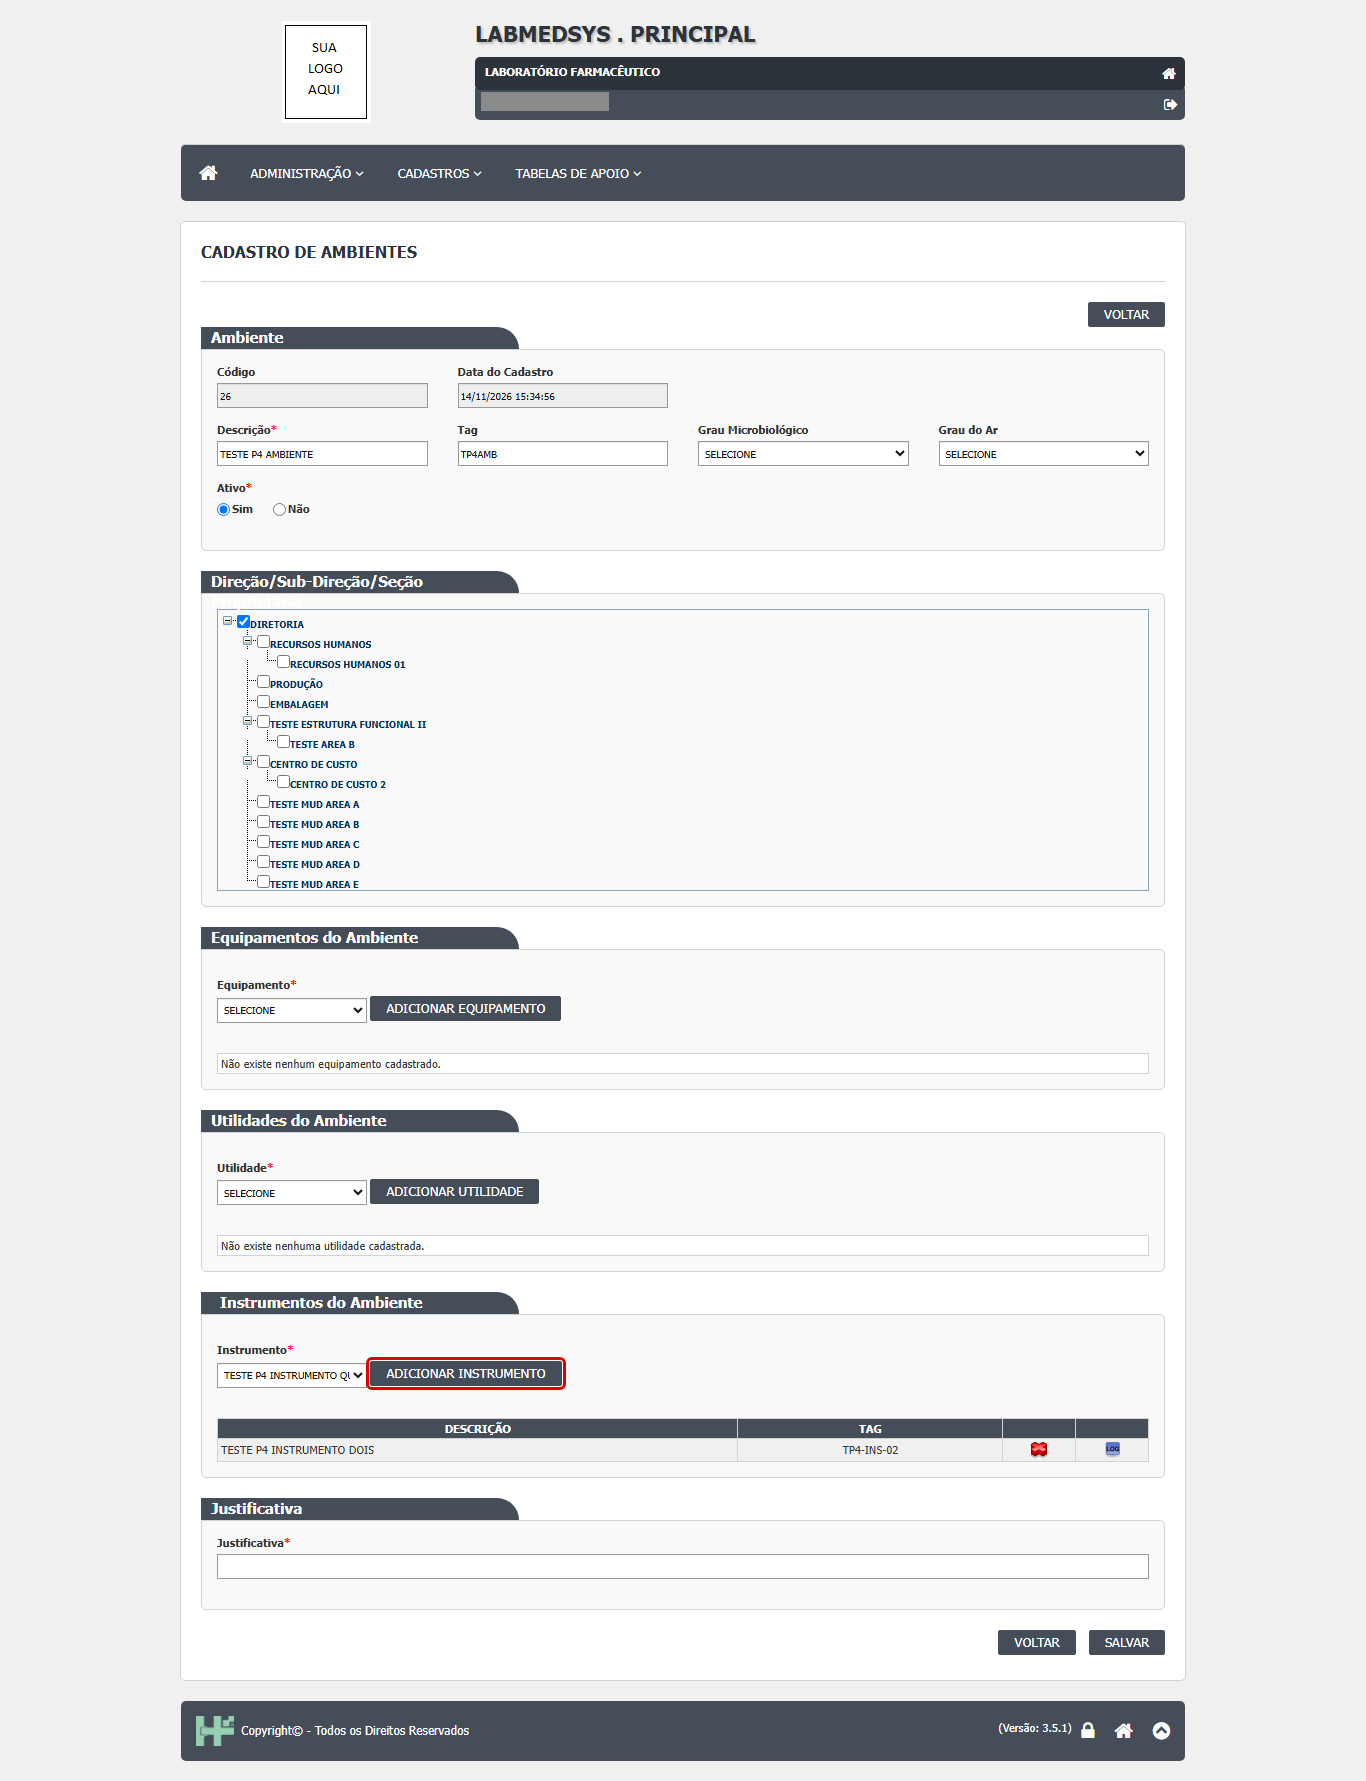 SUA
LOGO
AQUI
LABMEDSYS . PRINCIPAL
LABORATÓRIO FARMACÊUTICO
ADMINISTRAÇÃO CADASTROS TABELAS DE APOIO
CADASTRO DE AMBIENTES
VOLTAR
Ambiente
Código Data do Cadastro
26 14/11/2026 15:34:56
Descrição* Tag Grau Microbiológico Grau do Ar
TESTE P4 AMBIENTE TP4AMB SELECIONE SELECIONE
Ativo*
Sim Não
Direção/Sub-Direção/Seção
DIRETORIA
RECURSOS HUMANOS
RECURSOS HUMANOS 01
PRODUÇÃO
EMBALAGEM
TESTE ESTRUTURA FUNCIONAL II
TESTE AREA B
CENTRO DE CUSTO
CENTRO DE CUSTO 2
TESTE MUD AREA A
TESTE MUD AREA B
TESTE MUD AREA C
TESTE MUD AREA D
TESTE MUD AREA E
Equipamentos do Ambiente
Equipamento*
SELECIONE ADICIONAR EQUIPAMENTO
Não existe nenhum equipamento cadastrado.
Utilidades do Ambiente
Utilidade*
SELECIONE ADICIONAR UTILIDADE
Não existe nenhuma utilidade cadastrada.
Instrumentos do Ambiente
Instrumento*
TESTE P4 INSTRUMENTO QU ADICIONAR INSTRUMENTO
DESCRIÇÃO TAG
TESTE P4 INSTRUMENTO DOIS TP4-INS-02 LOG
Justificativa
Justificativa*
VOLTAR SALVAR
Copyright© - Todos os Direitos Reservados (Versão: 3.5.1)